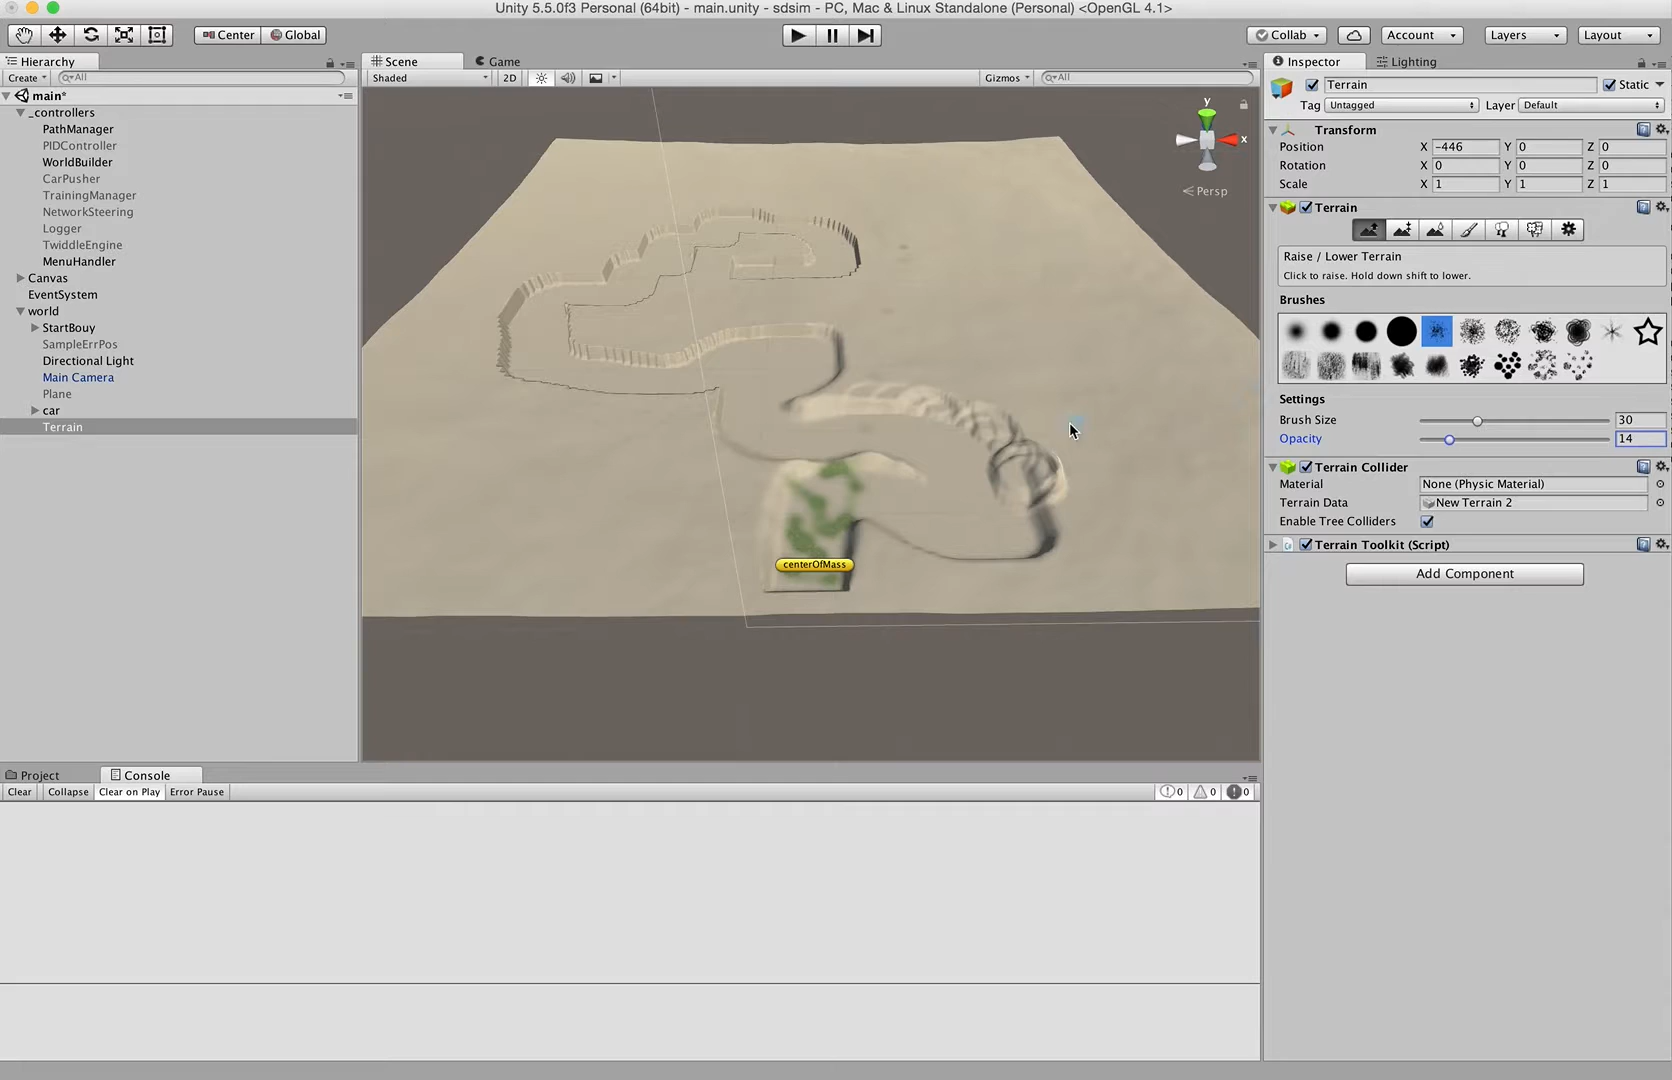 Unity 5.5.0f3 Personal (64bit) - main.unity - sdsim - PC, Mac & Linux Standalone (Personal) <OpenGL 4.1>
Center Global Collab Account Layers Layout
Hierarchy
Create All
main*
_controllers
PathManager
PIDController
WorldBuilder
CarPusher
TrainingManager
NetworkSteering
Logger
TwiddleEngine
MenuHandler
Canvas
EventSystem
world
StartBouy
SampleErrPos
Directional Light
Main Camera
Plane
car
Terrain
Scene Game
Shaded 2D Gizmos All
y
x
Persp
centerOfMass
Inspector Lighting
Terrain Static
Tag Untagged Layer Default
Transform
Position X -446 Y 0 Z 0
Rotation X 0 Y 0 Z 0
Scale X 1 Y 1 Z 1
Terrain
Raise / Lower Terrain
Click to raise. Hold down shift to lower.
Brushes
Settings
Brush Size 30
Opacity 14
Terrain Collider
Material None (Physic Material)
Terrain Data New Terrain 2
Enable Tree Colliders
Terrain Toolkit (Script)
Add Component
Project Console
Clear Collapse Clear on Play Error Pause 0 0 0